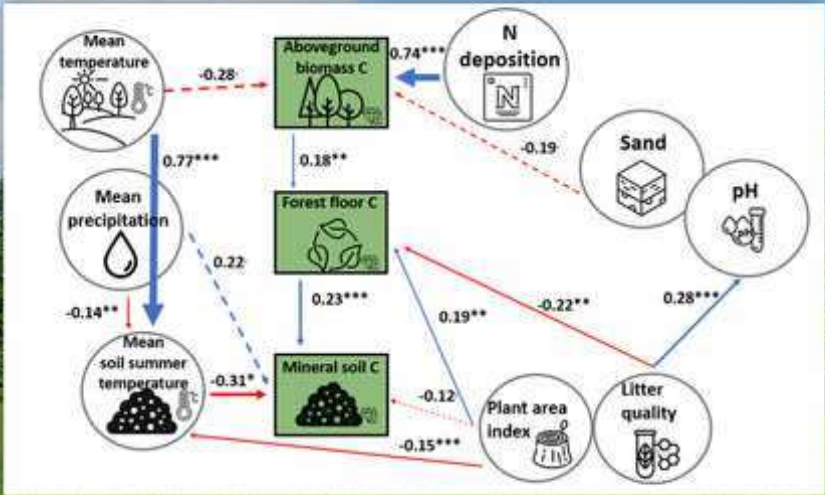 Mean
temperature
-0.28
Aboveground
biomass C
0.74***
N
deposition
N
-0.19
Sand
pH
pH
0.77***
0.18**
Mean
precipitation
Forest floor C
0.22
-0.14**
0.23***
0.19**
-0.22**
0.28***
Mean
soil summer
temperature
-0.31*
Mineral soil C
-0.12
Plant area
index
Litter
quality
-0.15***